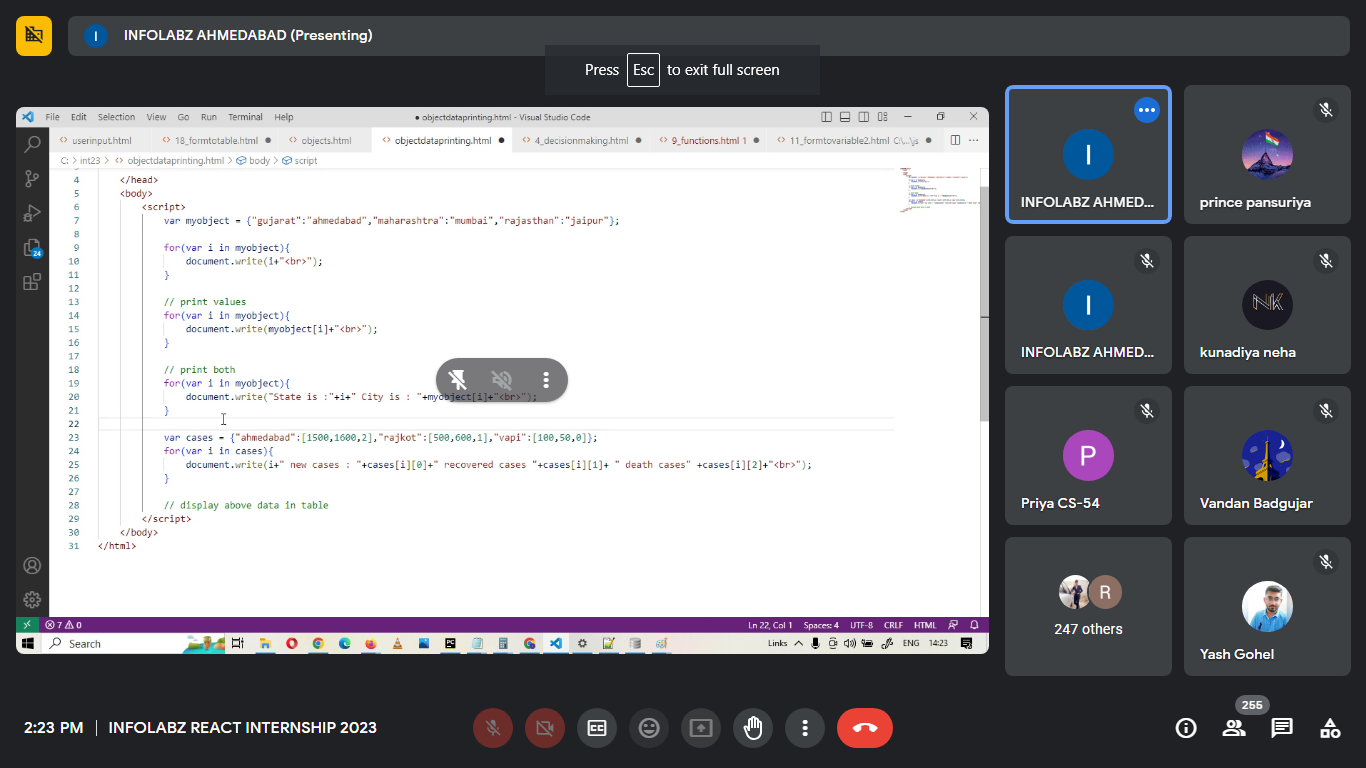 I INFOLABZ AHMEDABAD (Presenting)
Press Esc to exit full screen
File Edit Selection View Go Run Terminal Help
● objectdataprinting.html - Visual Studio Code
userinput.html 18_formtotable.html objects.html objectdataprinting.html 4_decisionmaking.html 9_functions.html 1 11_formtovariable2.html C:\...\js
C: > int23 > objectdataprinting.html > body > script
4 </head>
5 <body>
6 <script>
7 var myobject = {"gujarat":"ahmedabad","maharashtra":"mumbai","rajasthan":"jaipur"};
8
9 for(var i in myobject){
10 document.write(i+"<br>");
11 }
12
13 // print values
14 for(var i in myobject){
15 document.write(myobject[i]+"<br>");
16 }
17
18 // print both
19 for(var i in myobject){
20 document.write("State is :"+i+" City is : "+myobject[i]+"<br>");
21 }
22
23 var cases = {"ahmedabad":[1500,1600,2],"rajkot":[500,600,1],"vapi":[100,50,0]};
24 for(var i in cases){
25 document.write(i+" new cases : "+cases[i][0]+" recovered cases "+cases[i][1]+ " death cases" +cases[i][2]+"<br>");
26 }
27
28 // display above data in table
29 </script>
30 </body>
31 </html>
24
7 0
Ln 22, Col 1 Spaces: 4 UTF-8 CRLF HTML
Search
Links ENG 14:23
I
INFOLABZ AHMED...
prince pansuriya
I
INFOLABZ AHMED...
NK
kunadiya neha
P
Priya CS-54
Vandan Badgujar
R
247 others
Yash Gohel
2:23 PM | INFOLABZ REACT INTERNSHIP 2023
CC
255